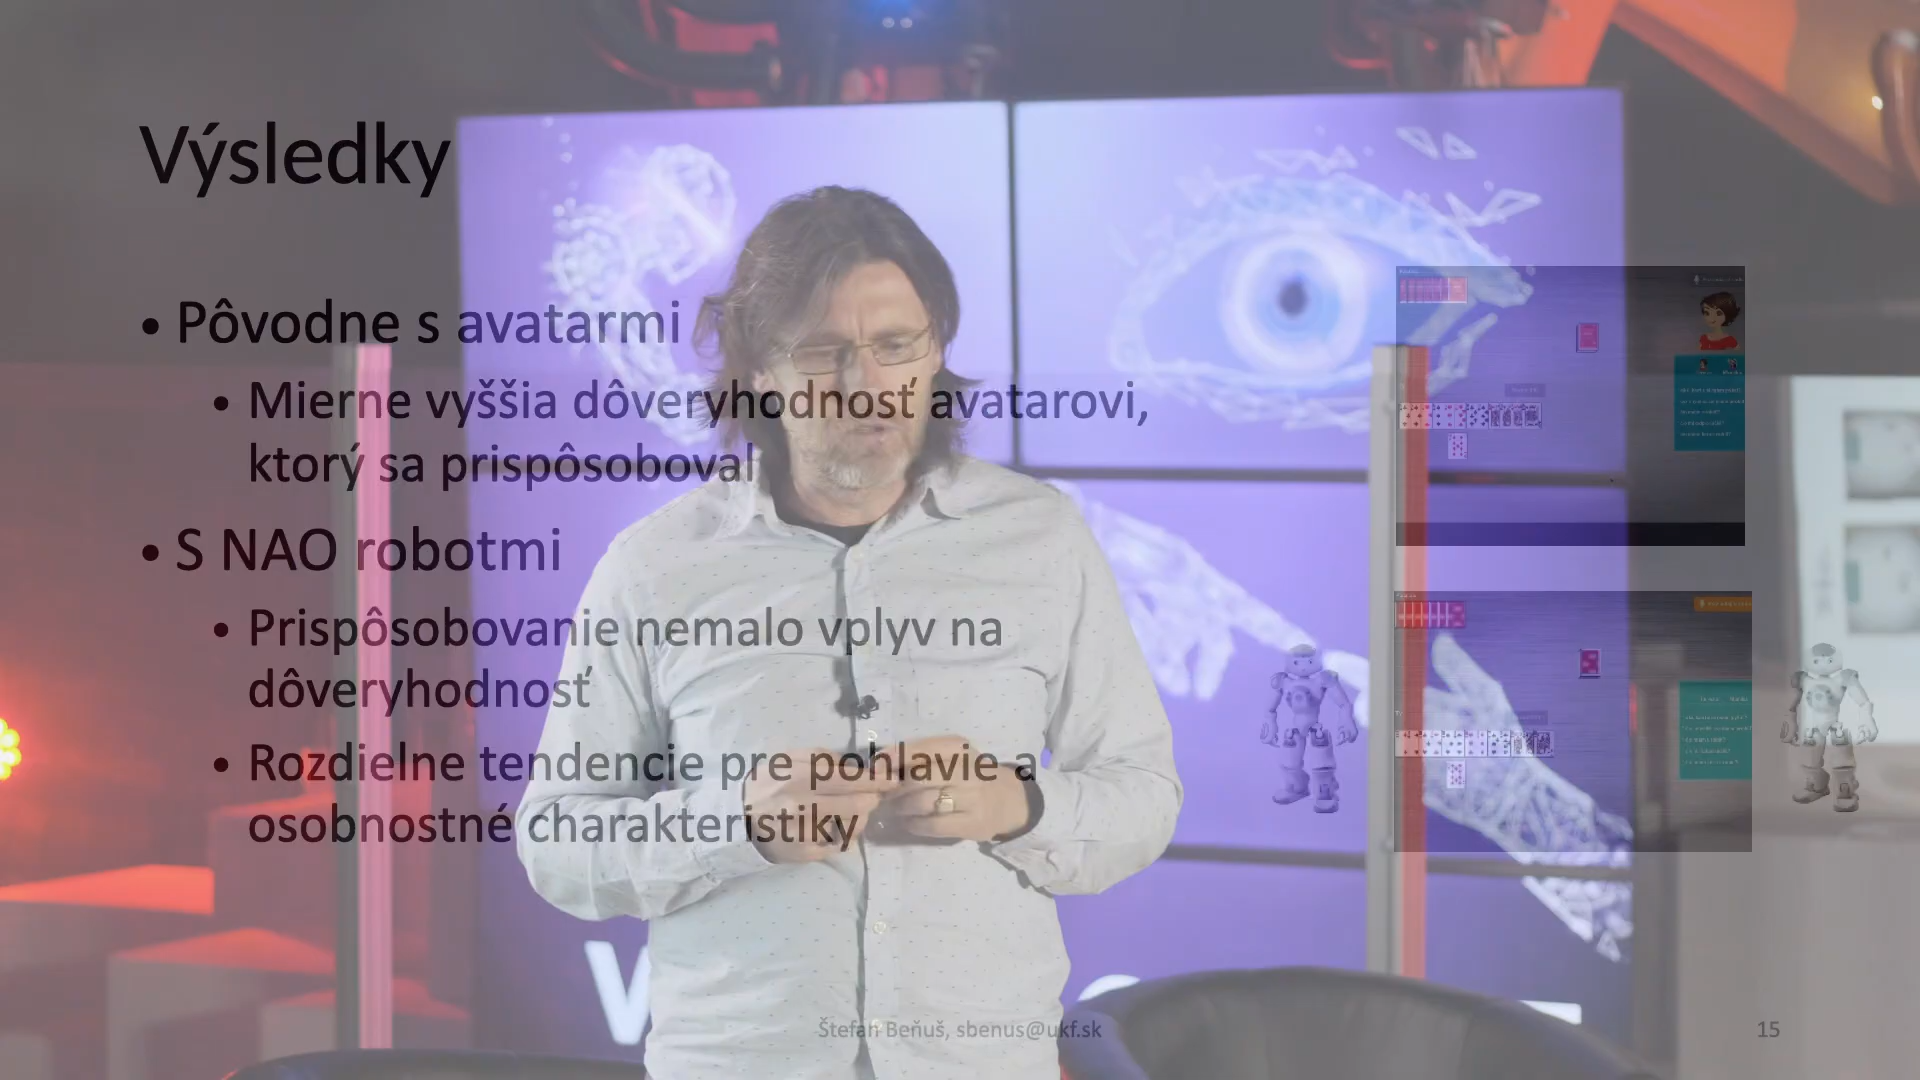 Výsledky
• Pôvodne s avatarmi
• Mierne vyššia dôveryhodnosť avatarovi,
ktorý sa prispôsoboval
• S NAO robotmi
• Prispôsobovanie nemalo vplyv na
dôveryhodnosť
• Rozdielne tendencie pre pohlavie a
osobnostné charakteristiky
Štefan Beňuš, sbenus@ukf.sk
15